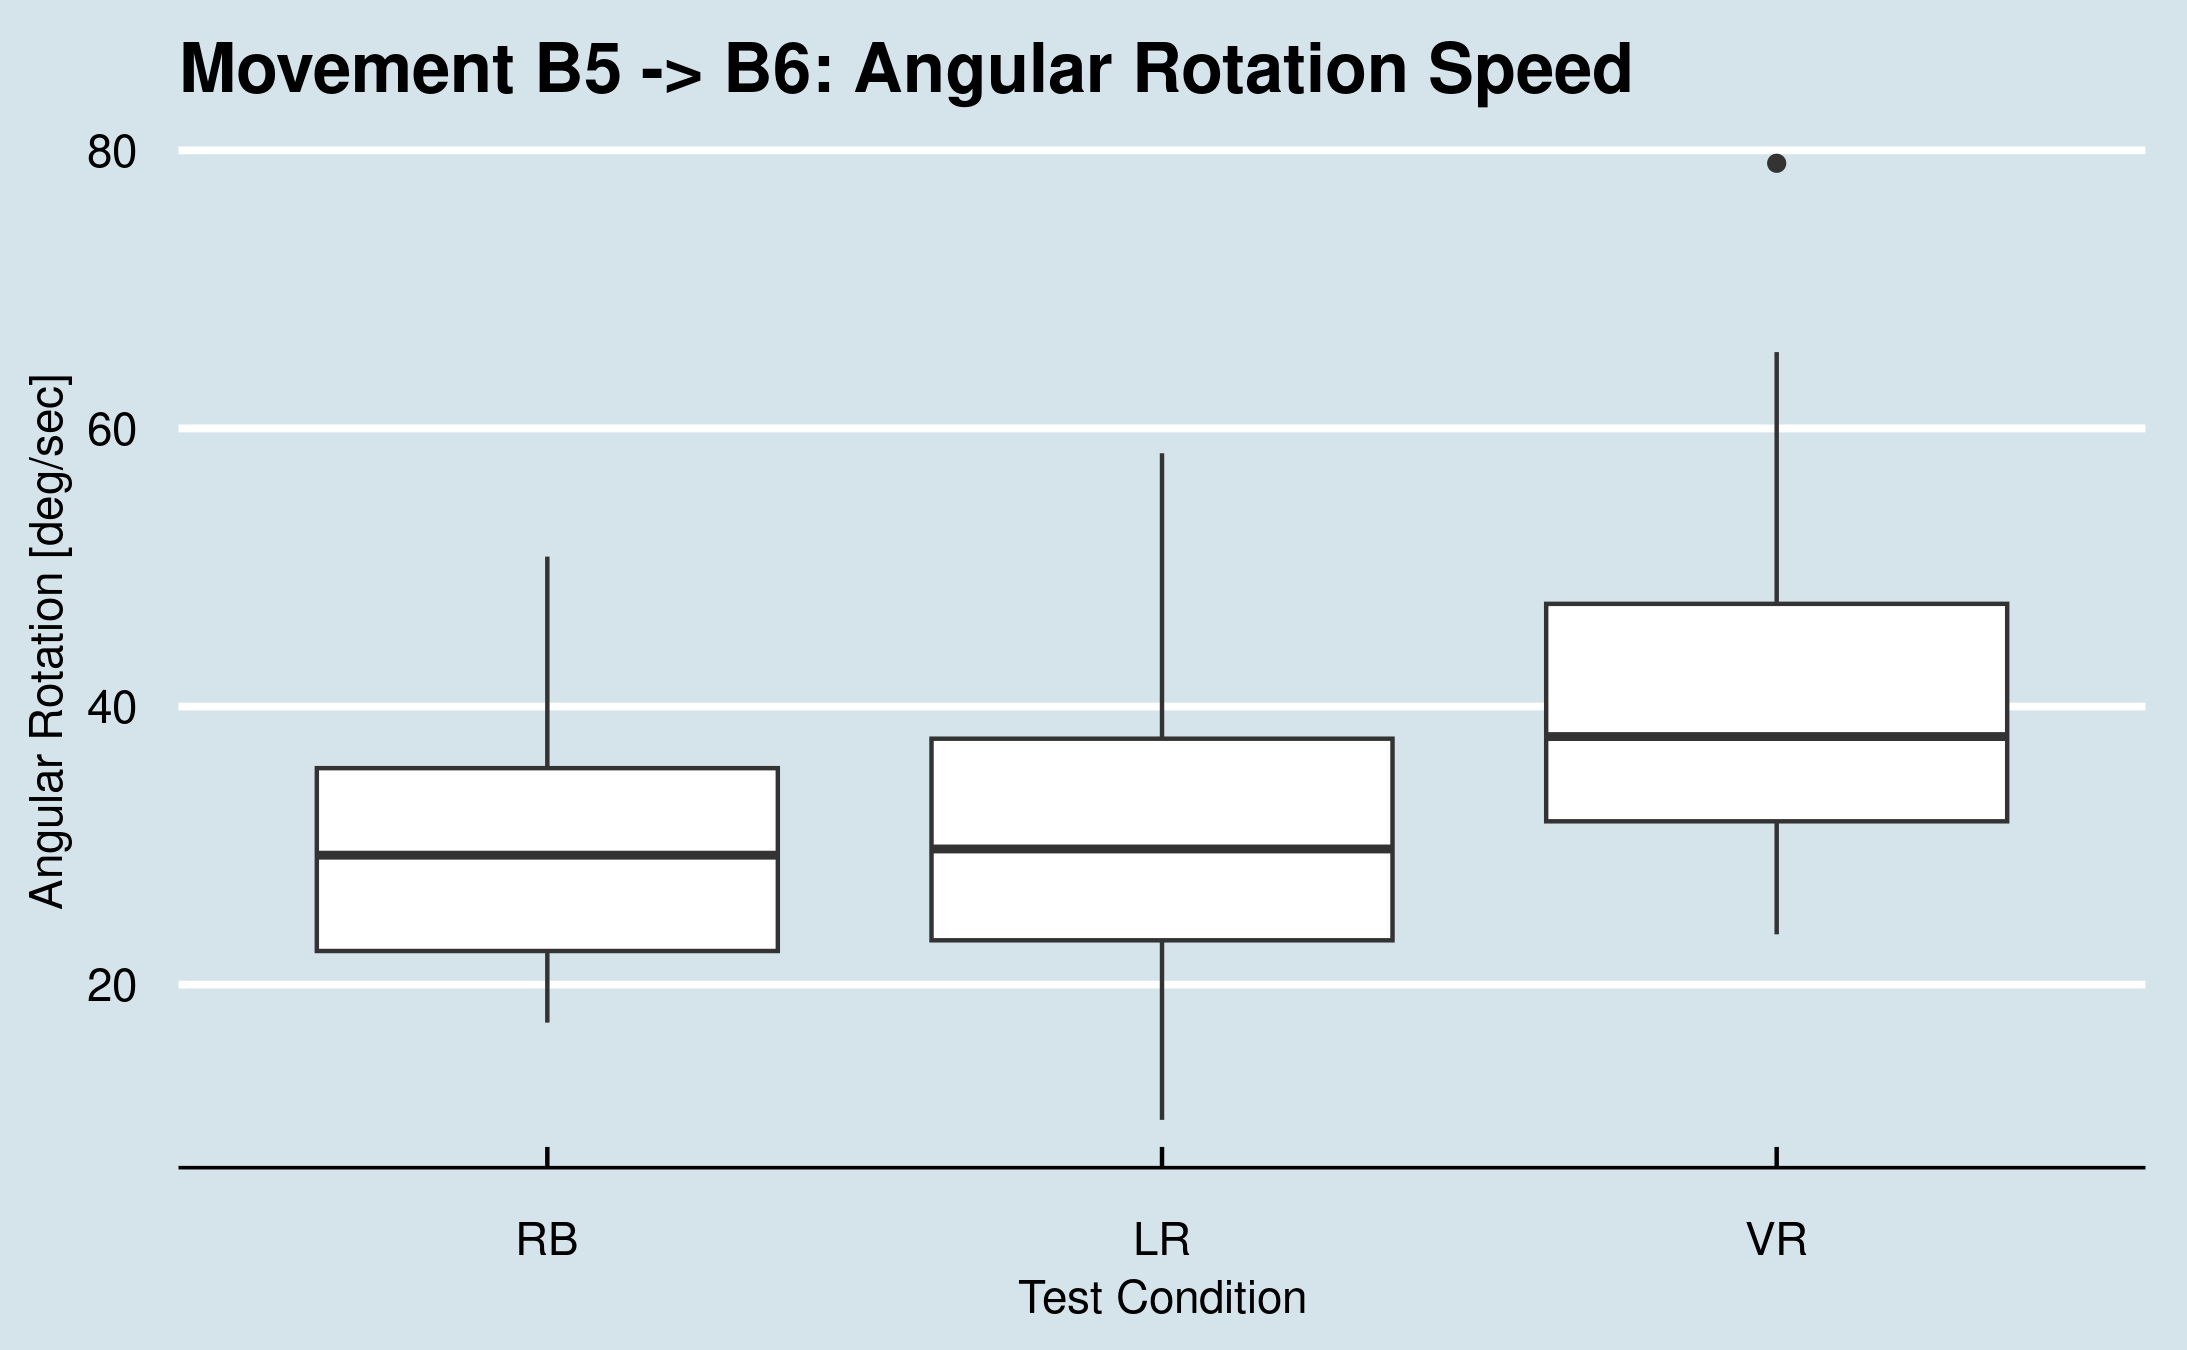 Movement B5 -> B6: Angular Rotation Speed
80
60
40
20
Angular Rotation [deg/sec]
RB
LR
VR
Test Condition